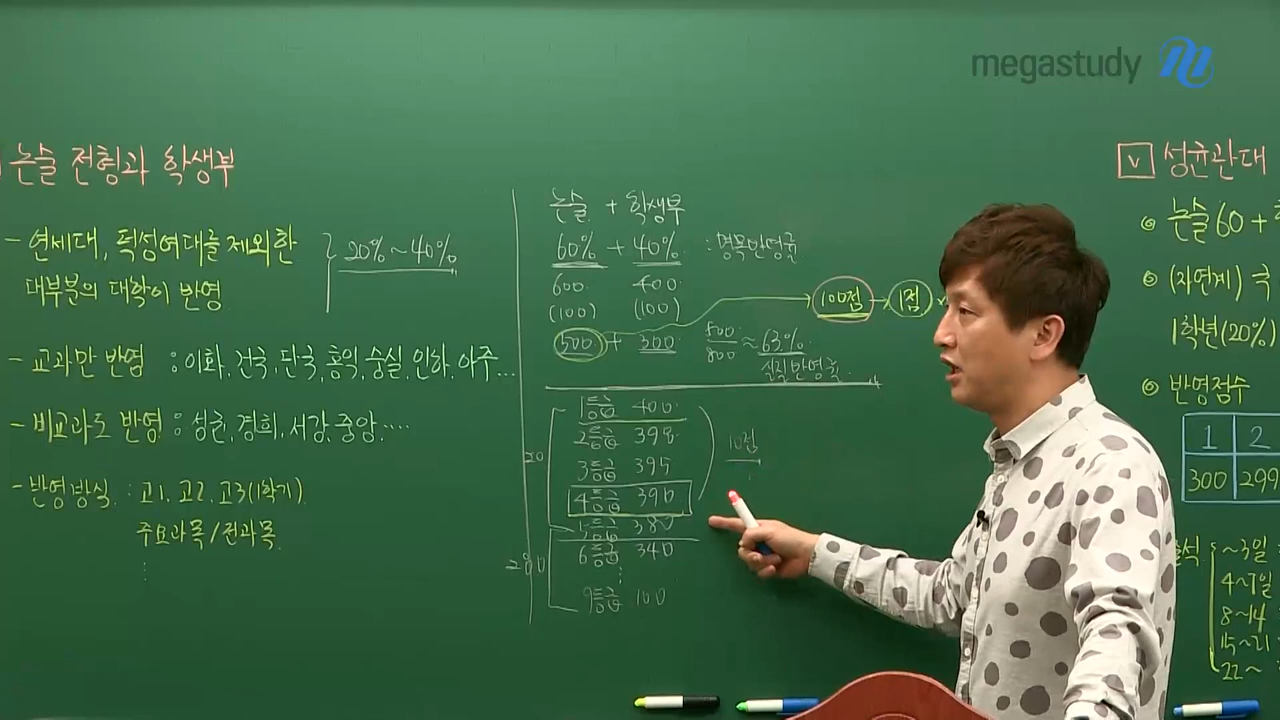 megastudy
논술 전형과 학생부
- 연세대, 덕성여대를 제외한
대부분의 대학이 반영
20%~40%
- 교과만 반영 : 이화, 건국, 단국, 홍익, 숭실, 인하, 아주...
- 비교과도 반영 : 성균, 경희, 서강, 중앙, ....
- 반영방식 : 고1, 고2, 고3(1학기)
주요과목/전과목
논술 + 학생부
60% + 40% : 명목반영률
600 400
(100) (100)
500 + 300
100점 → 1점
500/800 ≈ 63%
실질반영률
1등급 400
2등급 398
3등급 395
4등급 390
5등급 380
6등급 340
9등급 100
20
10점
V 성균관대
논술 60 +
(자연계) 국
1학년(20%)
반영점수
1 2
300 299
~3일
4~7일
8~14
15~21
22~